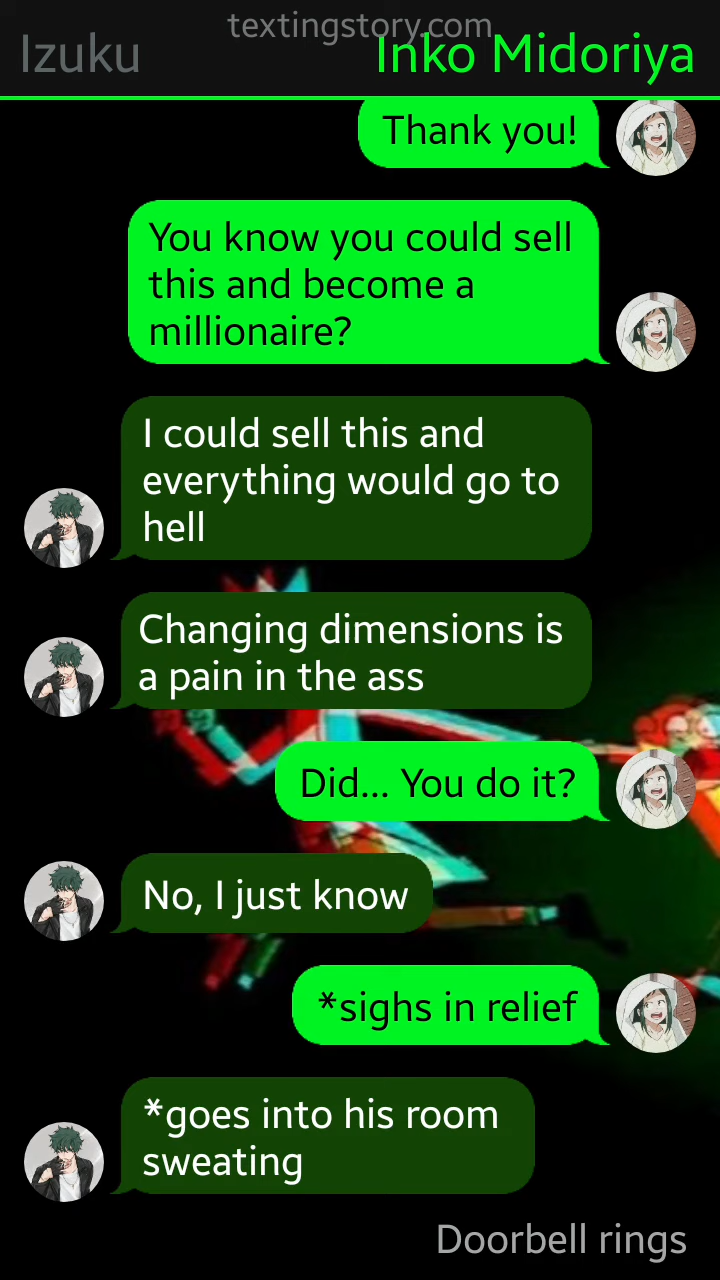 textingstory.com
Izuku Inko Midoriya
Thank you!
You know you could sell
this and become a
millionaire?
I could sell this and
everything would go to
hell
Changing dimensions is
a pain in the ass
Did... You do it?
No, I just know
*sighs in relief
*goes into his room
sweating
Doorbell rings